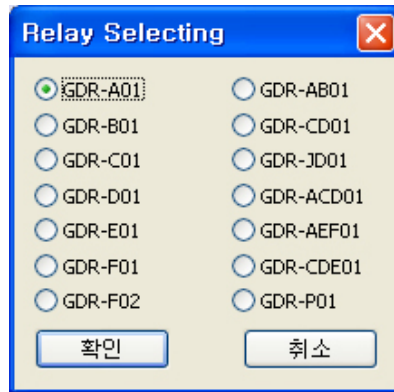 Relay Selecting
GDR-A01 GDR-AB01
GDR-B01 GDR-CD01
GDR-C01 GDR-JD01
GDR-D01 GDR-ACD01
GDR-E01 GDR-AEF01
GDR-F01 GDR-CDE01
GDR-F02 GDR-P01
확인 취소